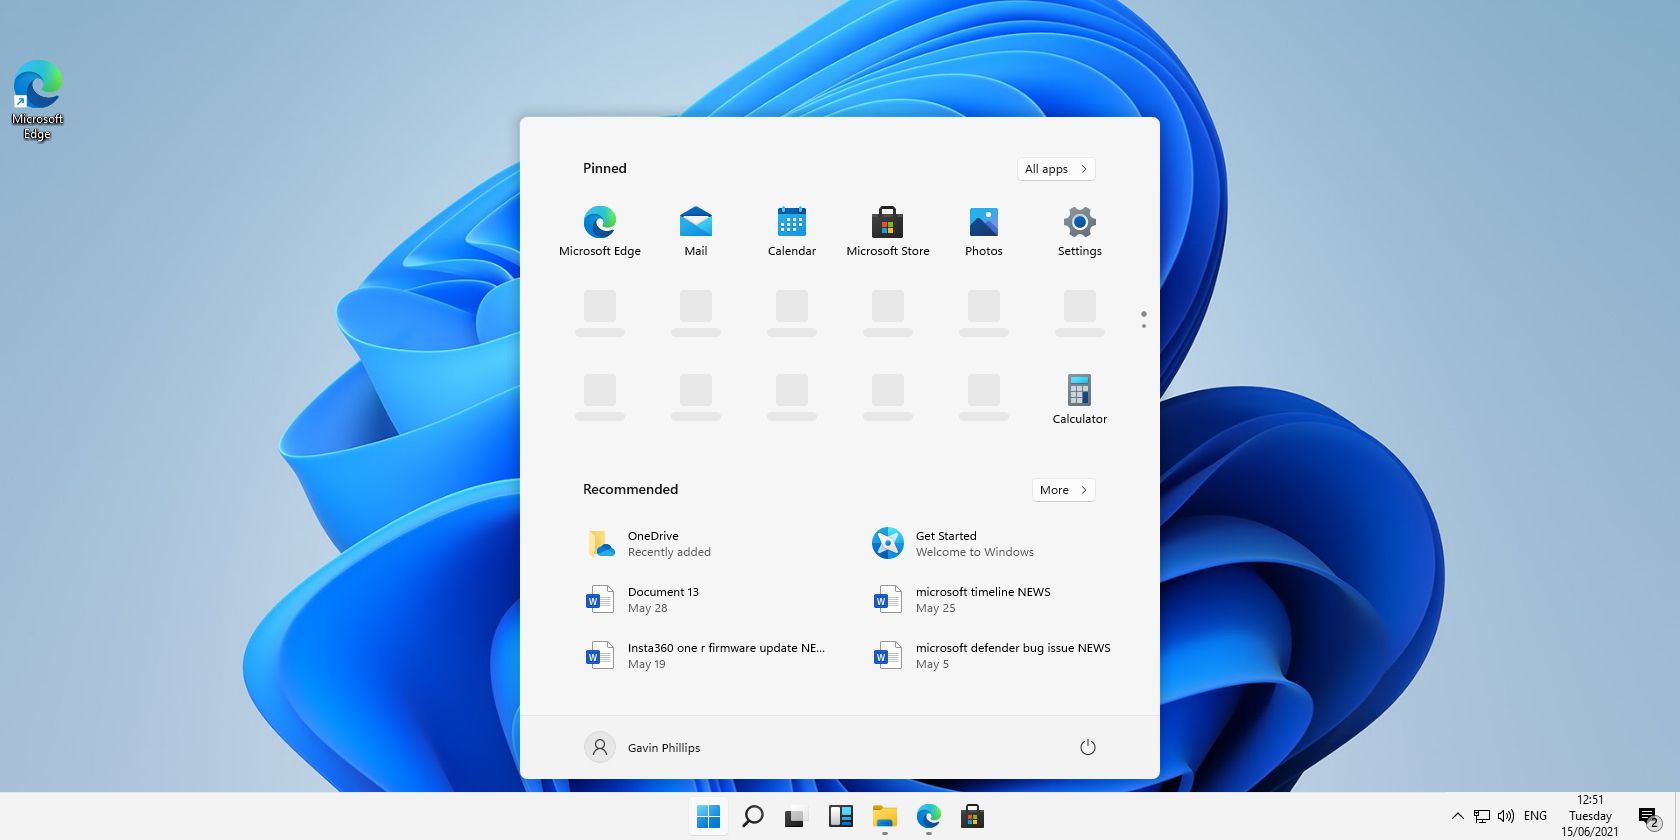 Microsoft
Edge
Pinned
All apps
Microsoft Edge
Mail
Calendar
Microsoft Store
Photos
Settings
Calculator
Recommended
More
OneDrive
Recently added
Get Started
Welcome to Windows
W
Document 13
May 28
W
microsoft timeline NEWS
May 25
W
Insta360 one r firmware update NE...
May 19
W
microsoft defender bug issue NEWS
May 5
Gavin Phillips
ENG
12:51
Tuesday
15/06/2021
2